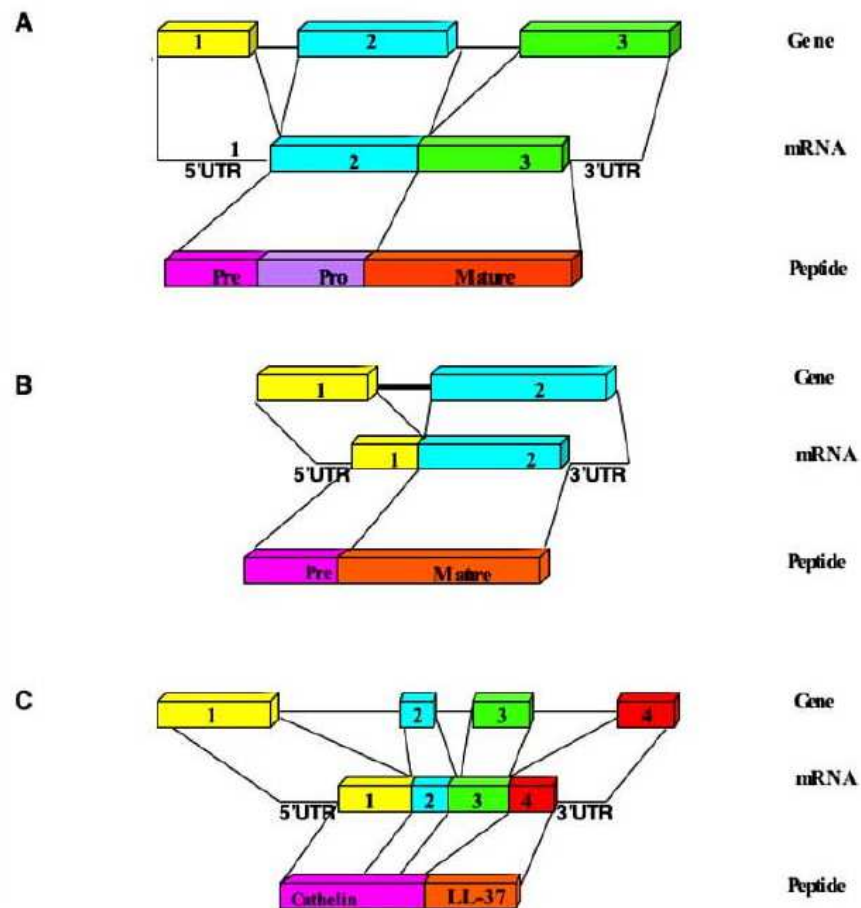 A
1 2 3 Gene
1 2 3 mRNA
5'UTR 3'UTR
Pre Pro Mature Peptide
B
1 2 Gene
1 2 mRNA
5'UTR 3'UTR
Pre Mature Peptide
C
1 2 3 4 Gene
mRNA
1 2 3 4
5'UTR 3'UTR
Cathelin LL-37 Peptide